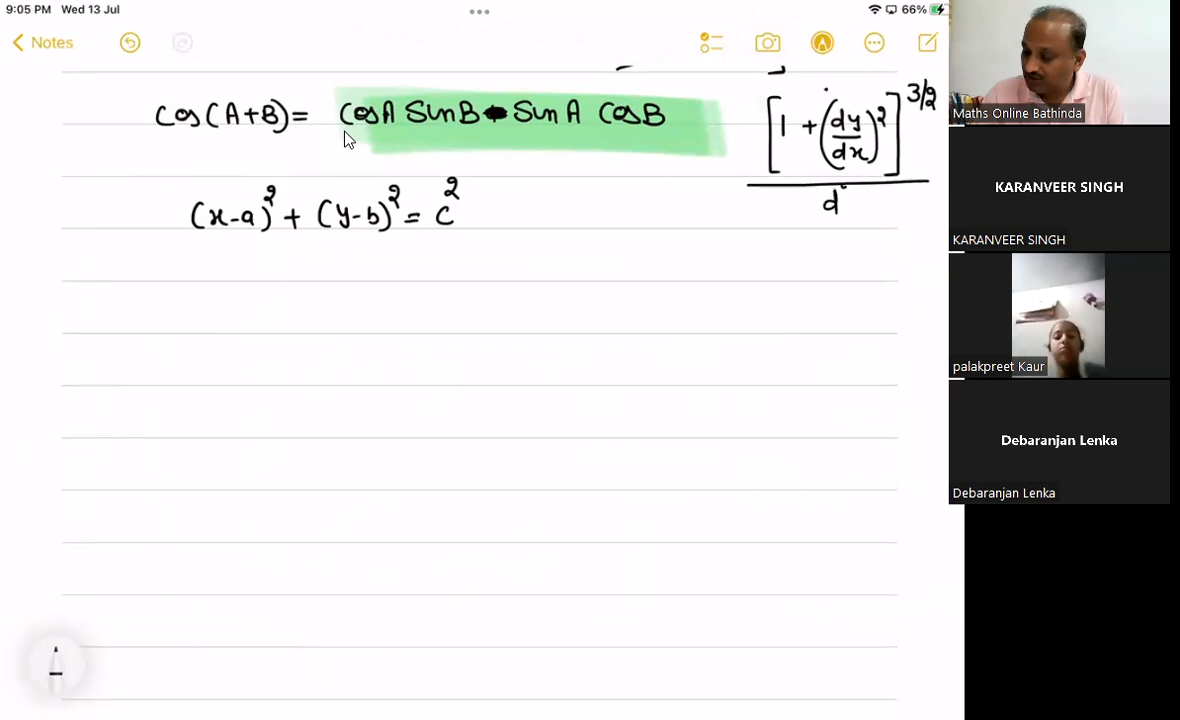 9:05 PM Wed 13 Jul
66%
Notes
Cos(A+B)= CosA SinB - SinA CosB
[1 + (dy/dx)²]^3/2
d
(x-a)² + (y-b)² = c²
Maths Online Bathinda
KARANVEER SINGH
KARANVEER SINGH
palakpreet Kaur
Debaranjan Lenka
Debaranjan Lenka